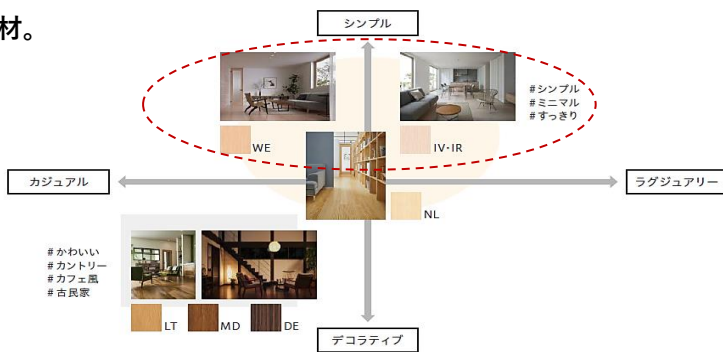 材。
シンプル
#シンプル
#ミニマル
#すっきり
WE
IV・IR
カジュアル
ラグジュアリー
NL
#かわいい
#カントリー
#カフェ風
#古民家
LT
MD
DE
デコラティブ